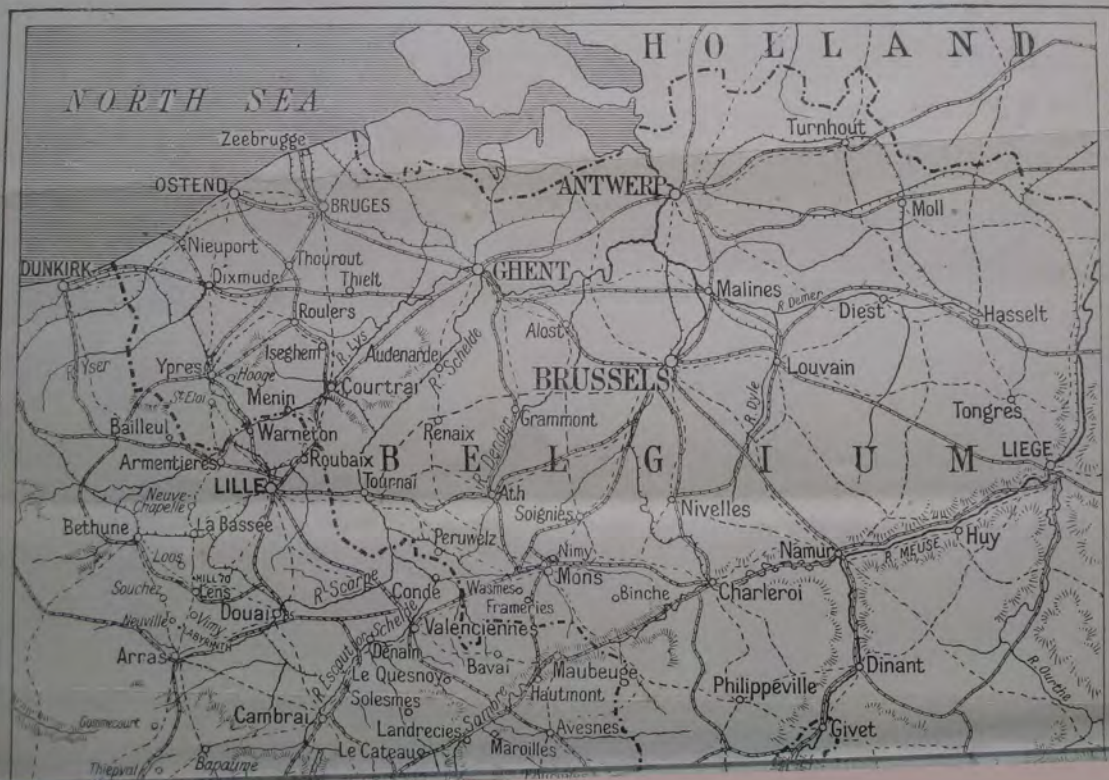 HOLLAND
NORTH SEA
Zeebrugge
Turnhout
OSTEND
ANTWERP
BRUGES
Moll
Nieuport
Thourout
DUNKIRK
Dixmude
Thielt
GHENT
Malines
R. Demer
Diest
Hasselt
Roulers
R. Lys
Alost
R. Yser
Ypres
Iseghem
Audenarde
R. Schelde
Hooge
Courtrai
BRUSSELS
Louvain
St Eloi
Menin
R. Dyle
Tongres
Bailleul
Warneton
Renaix
Grammont
R. Dender
Armentieres
Roubaix
BELGIUM
LIEGE
LILLE
Tournai
Ath
Neuve-
Chapelle
Soignies
Nivelles
Bethune
La Bassée
Peruwelz
Nimy
Namur
R. MEUSE
Huy
Loos
HILL 70
Lens
R. Scarpe
Condé
Wasmes
Mons
Binche
Charleroi
Souchez
Douai
Frameries
Neuville
Vimy
LABYRINTH
R. Escaut or Schelde
Valenciennes
Arras
Denain
Bavai
Maubeuge
Dinant
R. Ourthe
Le Quesnoy
Hautmont
Philippéville
Solesmes
Sambre
Gommecourt
Cambrai
Landrecies
Avesnes
Givet
Le Cateau
Maroilles
Thiepval
Bapaume